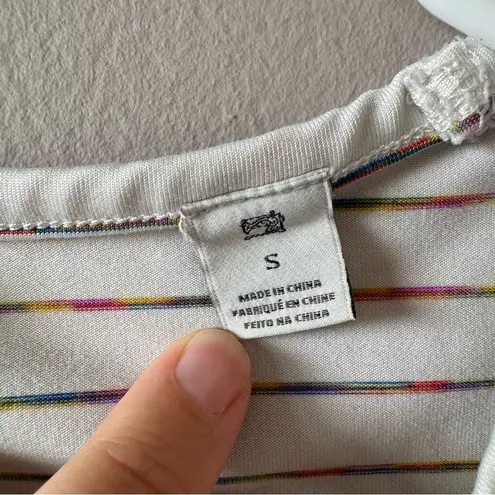 S
MADE IN CHINA
FABRIQUÉ EN CHINE
FEITO NA CHINA